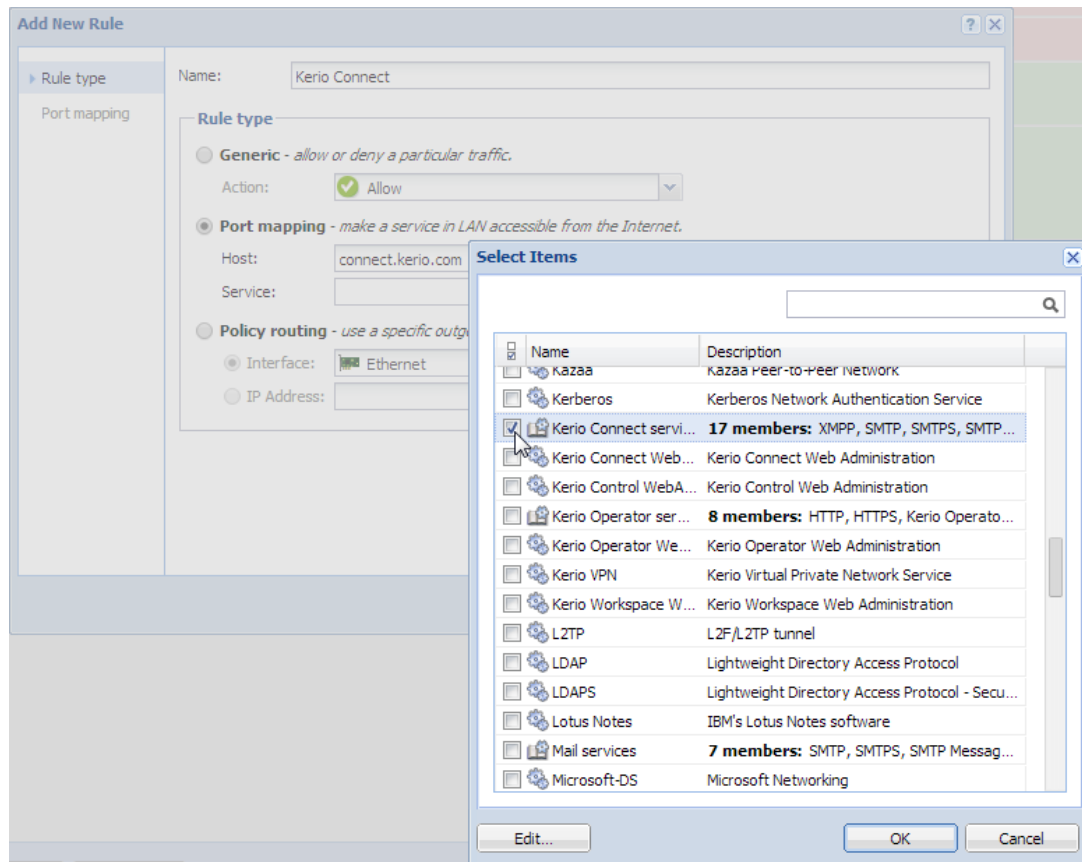 Add New Rule
Rule type
Port mapping
Name: Kerio Connect
Rule type
Generic - allow or deny a particular traffic.
Action: Allow
Port mapping - make a service in LAN accessible from the Internet.
Host: connect.kerio.com
Service:
Policy routing - use a specific outg
Interface: Ethernet
IP Address:
Select Items
Name Description
Kazaa Kazaa Peer-to-Peer Network
Kerberos Kerberos Network Authentication Service
Kerio Connect servi... 17 members: XMPP, SMTP, SMTPS, SMTP...
Kerio Connect Web... Kerio Connect Web Administration
Kerio Control WebA... Kerio Control Web Administration
Kerio Operator ser... 8 members: HTTP, HTTPS, Kerio Operato...
Kerio Operator We... Kerio Operator Web Administration
Kerio VPN Kerio Virtual Private Network Service
Kerio Workspace W... Kerio Workspace Web Administration
L2TP L2F/L2TP tunnel
LDAP Lightweight Directory Access Protocol
LDAPS Lightweight Directory Access Protocol - Secu...
Lotus Notes IBM's Lotus Notes software
Mail services 7 members: SMTP, SMTPS, SMTP Messag...
Microsoft-DS Microsoft Networking
Edit... OK Cancel